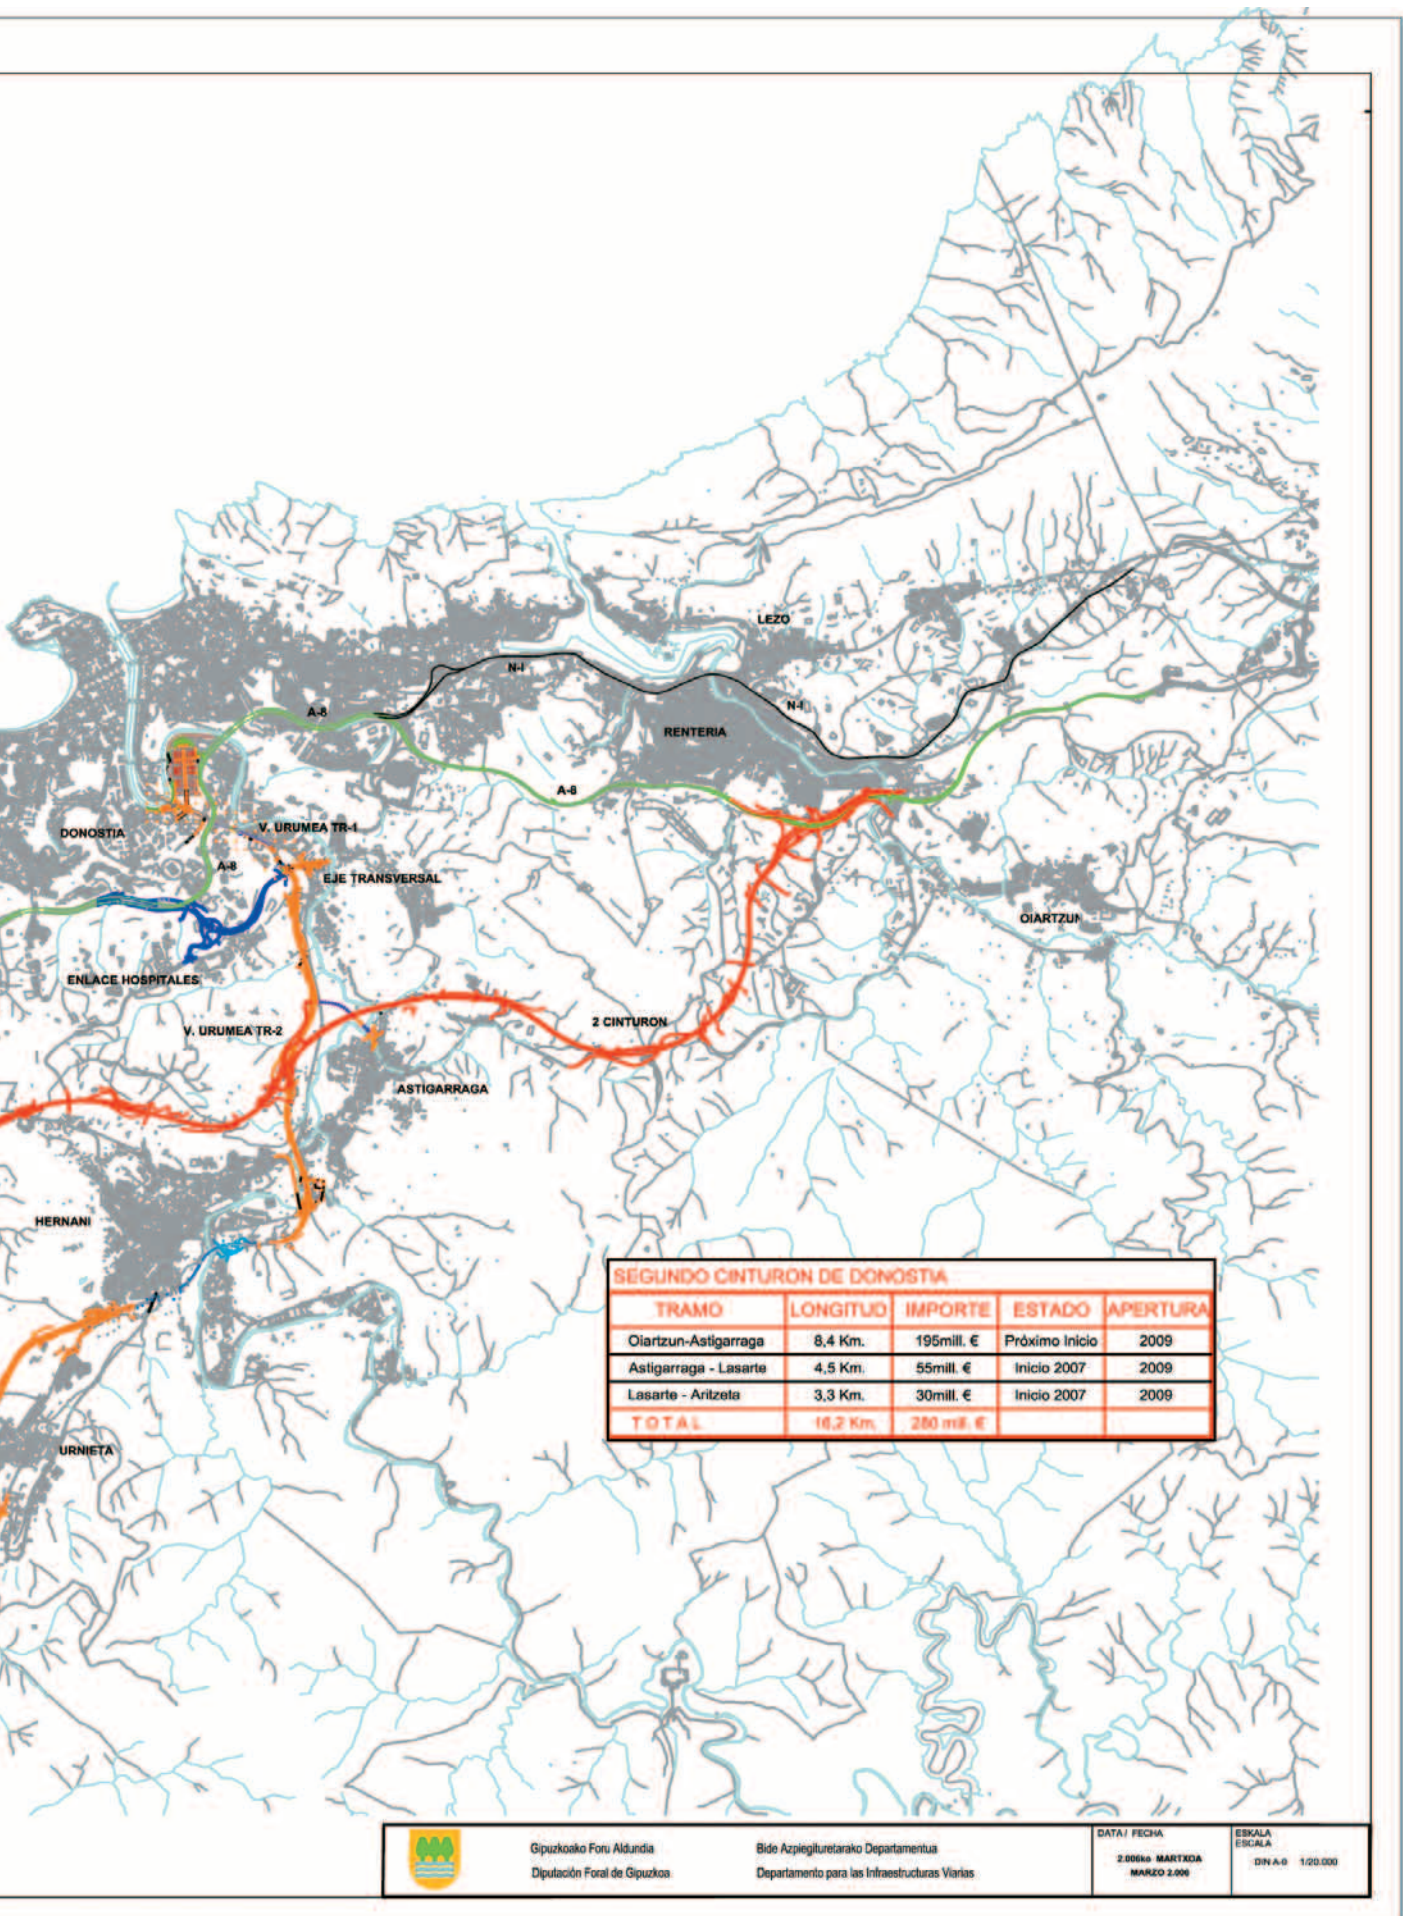 LEZO
N-I
N-I
A-8
RENTERIA
A-8
V. URUMEA TR-1
DONOSTIA
A-8
EJE TRANSVERSAL
OIARTZUN
ENLACE HOSPITALES
2 CINTURON
V. URUMEA TR-2
ASTIGARRAGA
HERNANI
URNIETA
SEGUNDO CINTURON DE DONOSTIA
TRAMO LONGITUD IMPORTE ESTADO APERTURA
Oiartzun-Astigarraga 8,4 Km. 195mill. € Próximo Inicio 2009
Astigarraga - Lasarte 4,5 Km. 55mill. € Inicio 2007 2009
Lasarte - Aritzeta 3,3 Km. 30mill. € Inicio 2007 2009
TOTAL 16,2 Km. 280 mill. €
Gipuzkoako Foru Aldundia
Diputación Foral de Gipuzkoa
Bide Azpiegituretarako Departamentua
Departamento para las Infraestructuras Viarias
DATA / FECHA
2.006ko MARTXOA
MARZO 2.006
ESKALA
ESCALA
DIN A-0 1/20.000